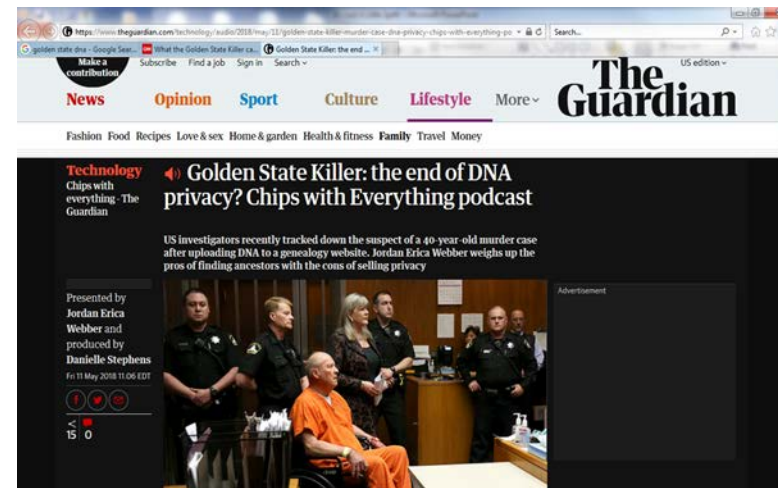 https://www.theguardian.com/technology/audio/2018/may/11/golden-state-killer-murder-case-dna-privacy-chips-with-everything-po
Search...
golden state dna - Google Sear...
What the Golden State Killer ca...
Golden State Killer: the end ...
Make a
contribution
Subscribe Find a job Sign in Search
US edition
The
Guardian
News Opinion Sport Culture Lifestyle More
Fashion Food Recipes Love & sex Home & garden Health & fitness Family Travel Money
Technology
Chips with
everything - The
Guardian
Golden State Killer: the end of DNA
privacy? Chips with Everything podcast
US investigators recently tracked down the suspect of a 40-year-old murder case
after uploading DNA to a genealogy website. Jordan Erica Webber weighs up the
pros of finding ancestors with the cons of selling privacy
Presented by
Jordan Erica
Webber and
produced by
Danielle Stephens
Fri 11 May 2018 11.06 EDT
15 0
Advertisement